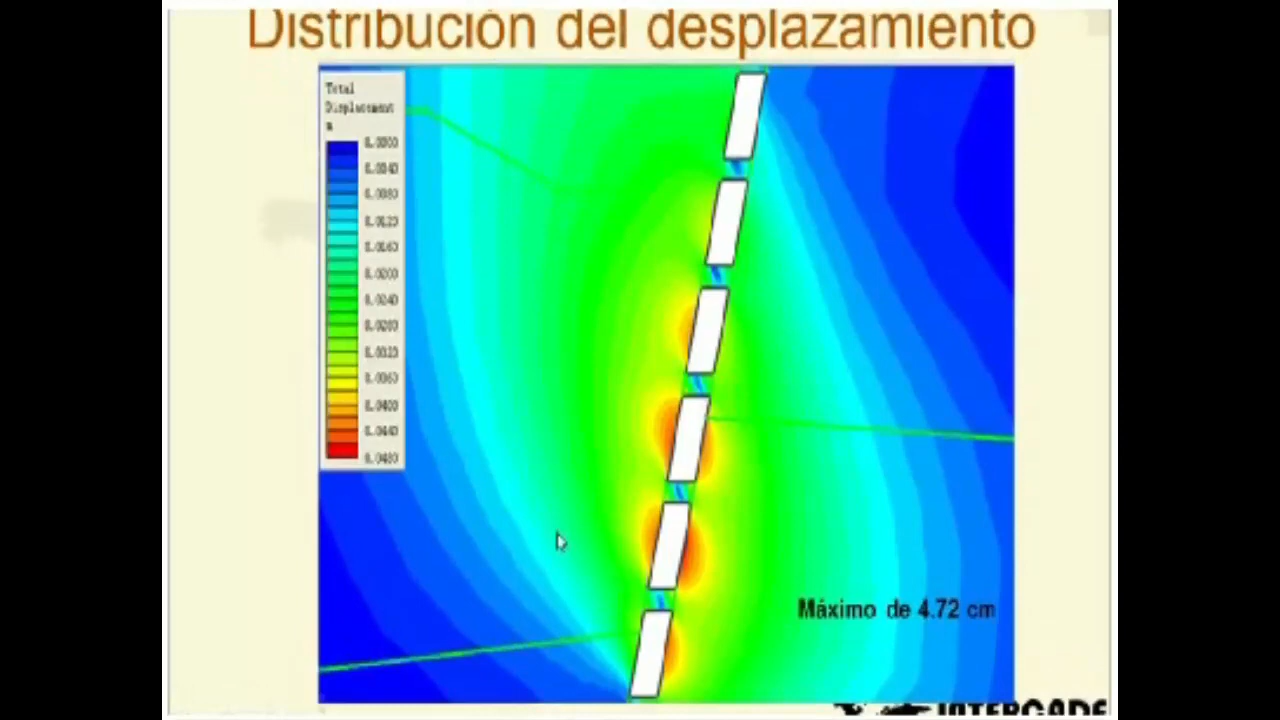 Distribución del desplazamiento
Total
Displacement
m
0.0000
0.0040
0.0080
0.0120
0.0160
0.0200
0.0240
0.0280
0.0320
0.0360
0.0400
0.0440
0.0480
Máximo de 4.72 cm
INTERCADE